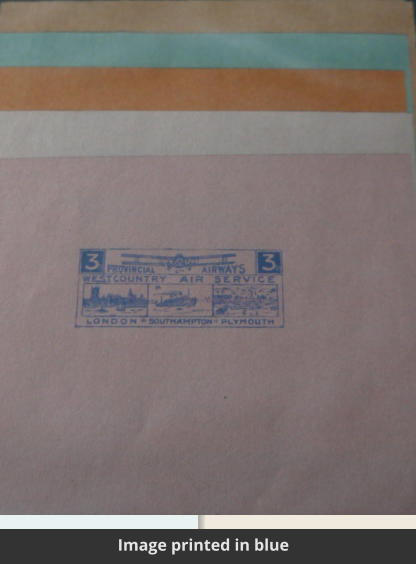 3 3
PROVINCIAL AIRWAYS
WESTCOUNTRY AIR SERVICE
LONDON - SOUTHAMPTON - PLYMOUTH
Image printed in blue